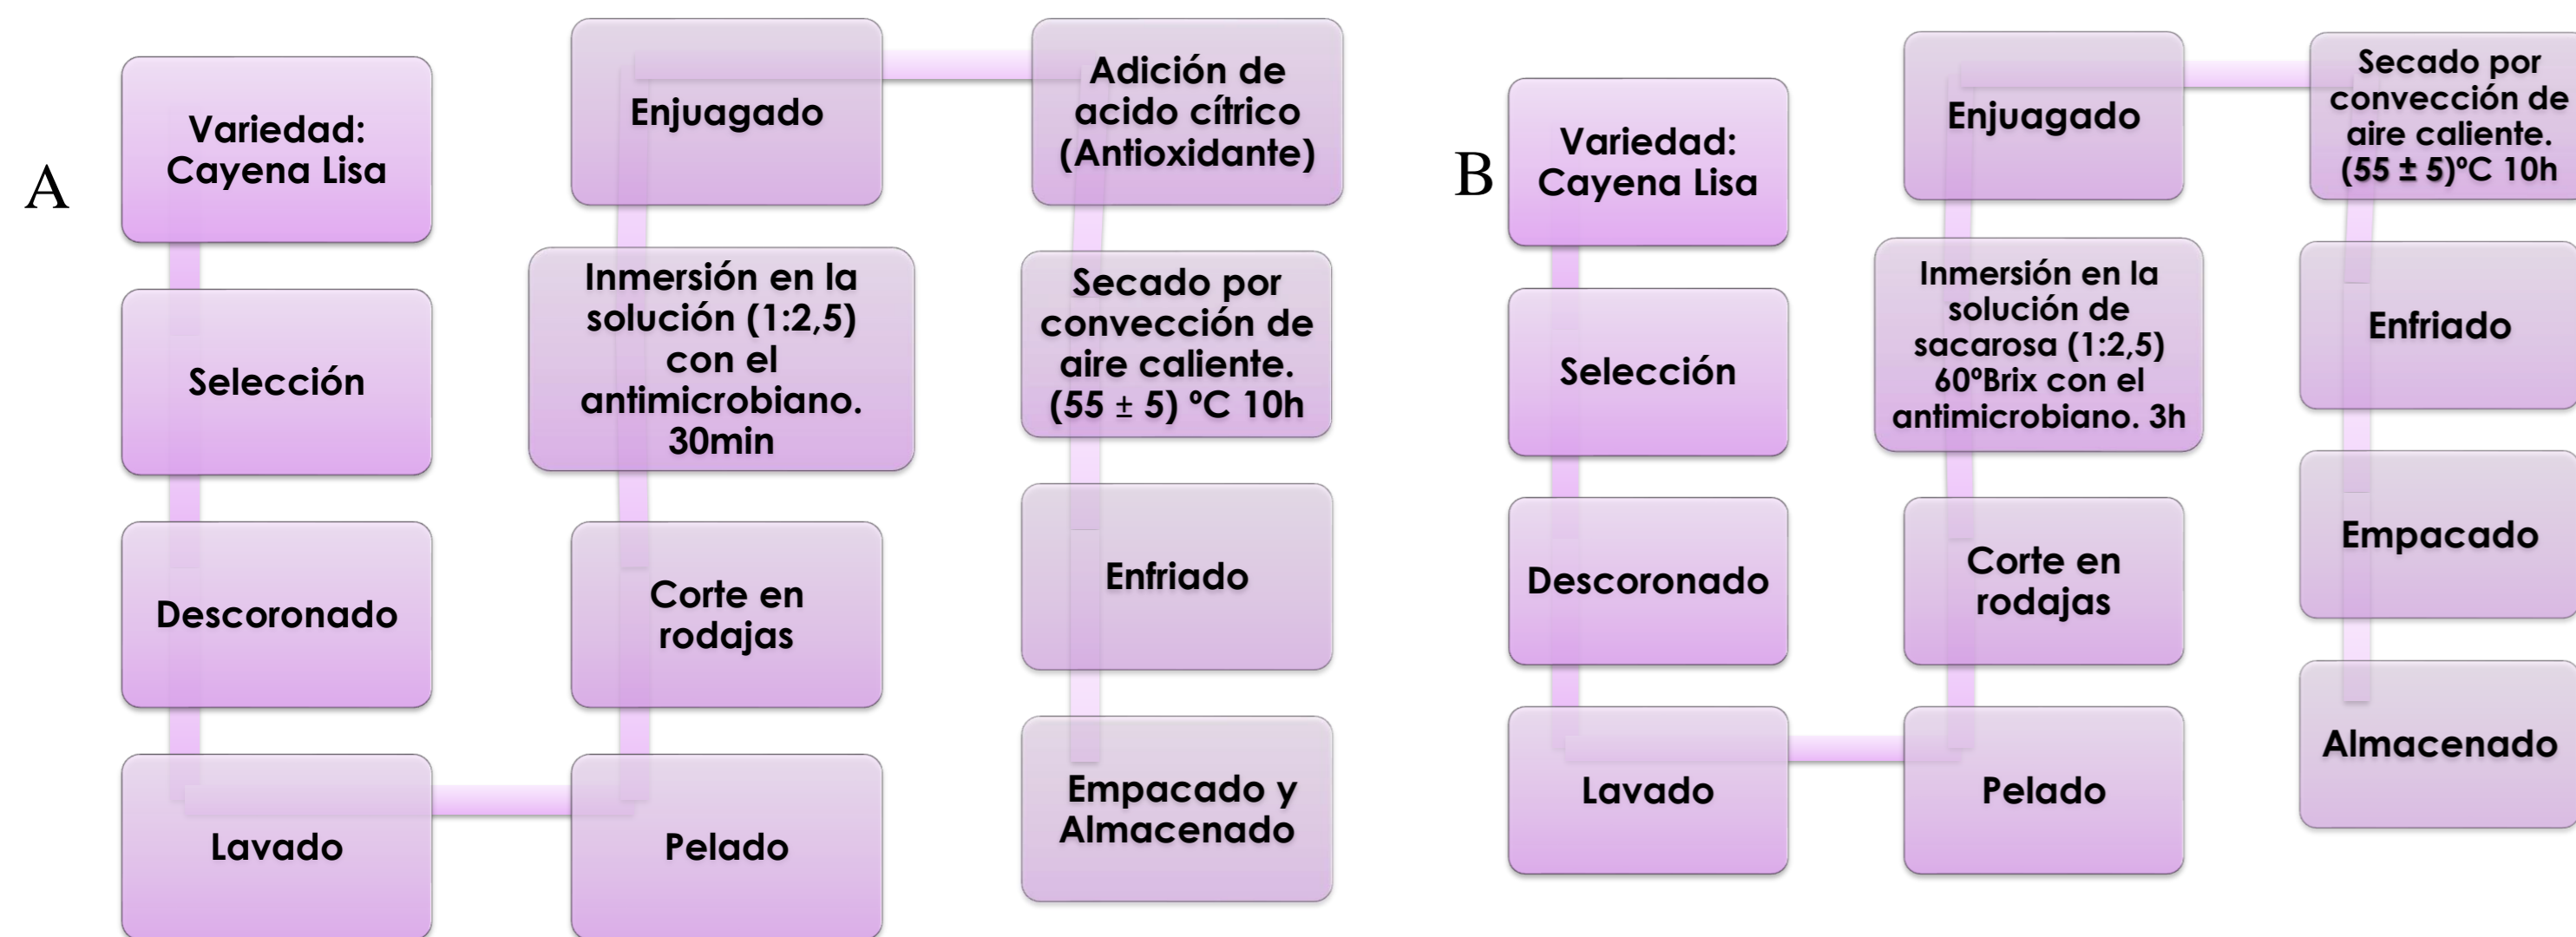 A
Variedad:
Cayena Lisa
Selección
Descoronado
Lavado
Pelado
Corte en
rodajas
Inmersión en la
solución (1:2,5)
con el
antimicrobiano.
30min
Enjuagado
Adición de
acido cítrico
(Antioxidante)
Secado por
convección de
aire caliente.
(55 ± 5) ºC 10h
Enfriado
Empacado y
Almacenado
B
Variedad:
Cayena Lisa
Selección
Descoronado
Lavado
Pelado
Corte en
rodajas
Inmersión en la
solución de
sacarosa (1:2,5)
60ºBrix con el
antimicrobiano. 3h
Enjuagado
Secado por
convección de
aire caliente.
(55 ± 5)ºC 10h
Enfriado
Empacado
Almacenado